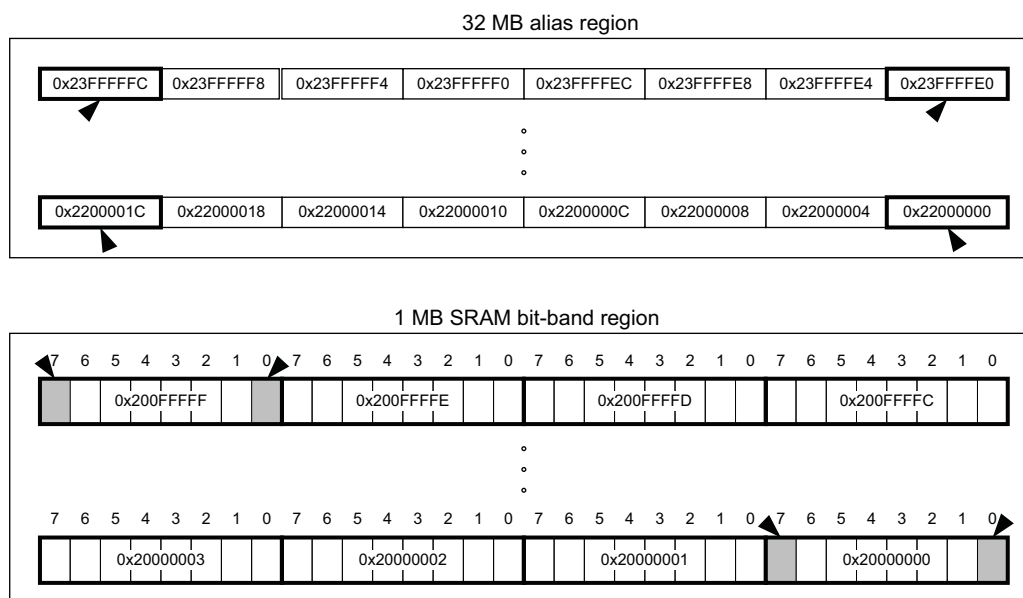 32 MB alias region
0x23FFFFFC 0x23FFFFF8 0x23FFFFF4 0x23FFFFF0 0x23FFFFEC 0x23FFFFE8 0x23FFFFE4 0x23FFFFE0
0x2200001C 0x22000018 0x22000014 0x22000010 0x2200000C 0x22000008 0x22000004 0x22000000
1 MB SRAM bit-band region
7 6 5 4 3 2 1 0 7 6 5 4 3 2 1 0 7 6 5 4 3 2 1 0 7 6 5 4 3 2 1 0
0x200FFFFF 0x200FFFFE 0x200FFFFD 0x200FFFFC
7 6 5 4 3 2 1 0 7 6 5 4 3 2 1 0 7 6 5 4 3 2 1 0 7 6 5 4 3 2 1 0
0x20000003 0x20000002 0x20000001 0x20000000